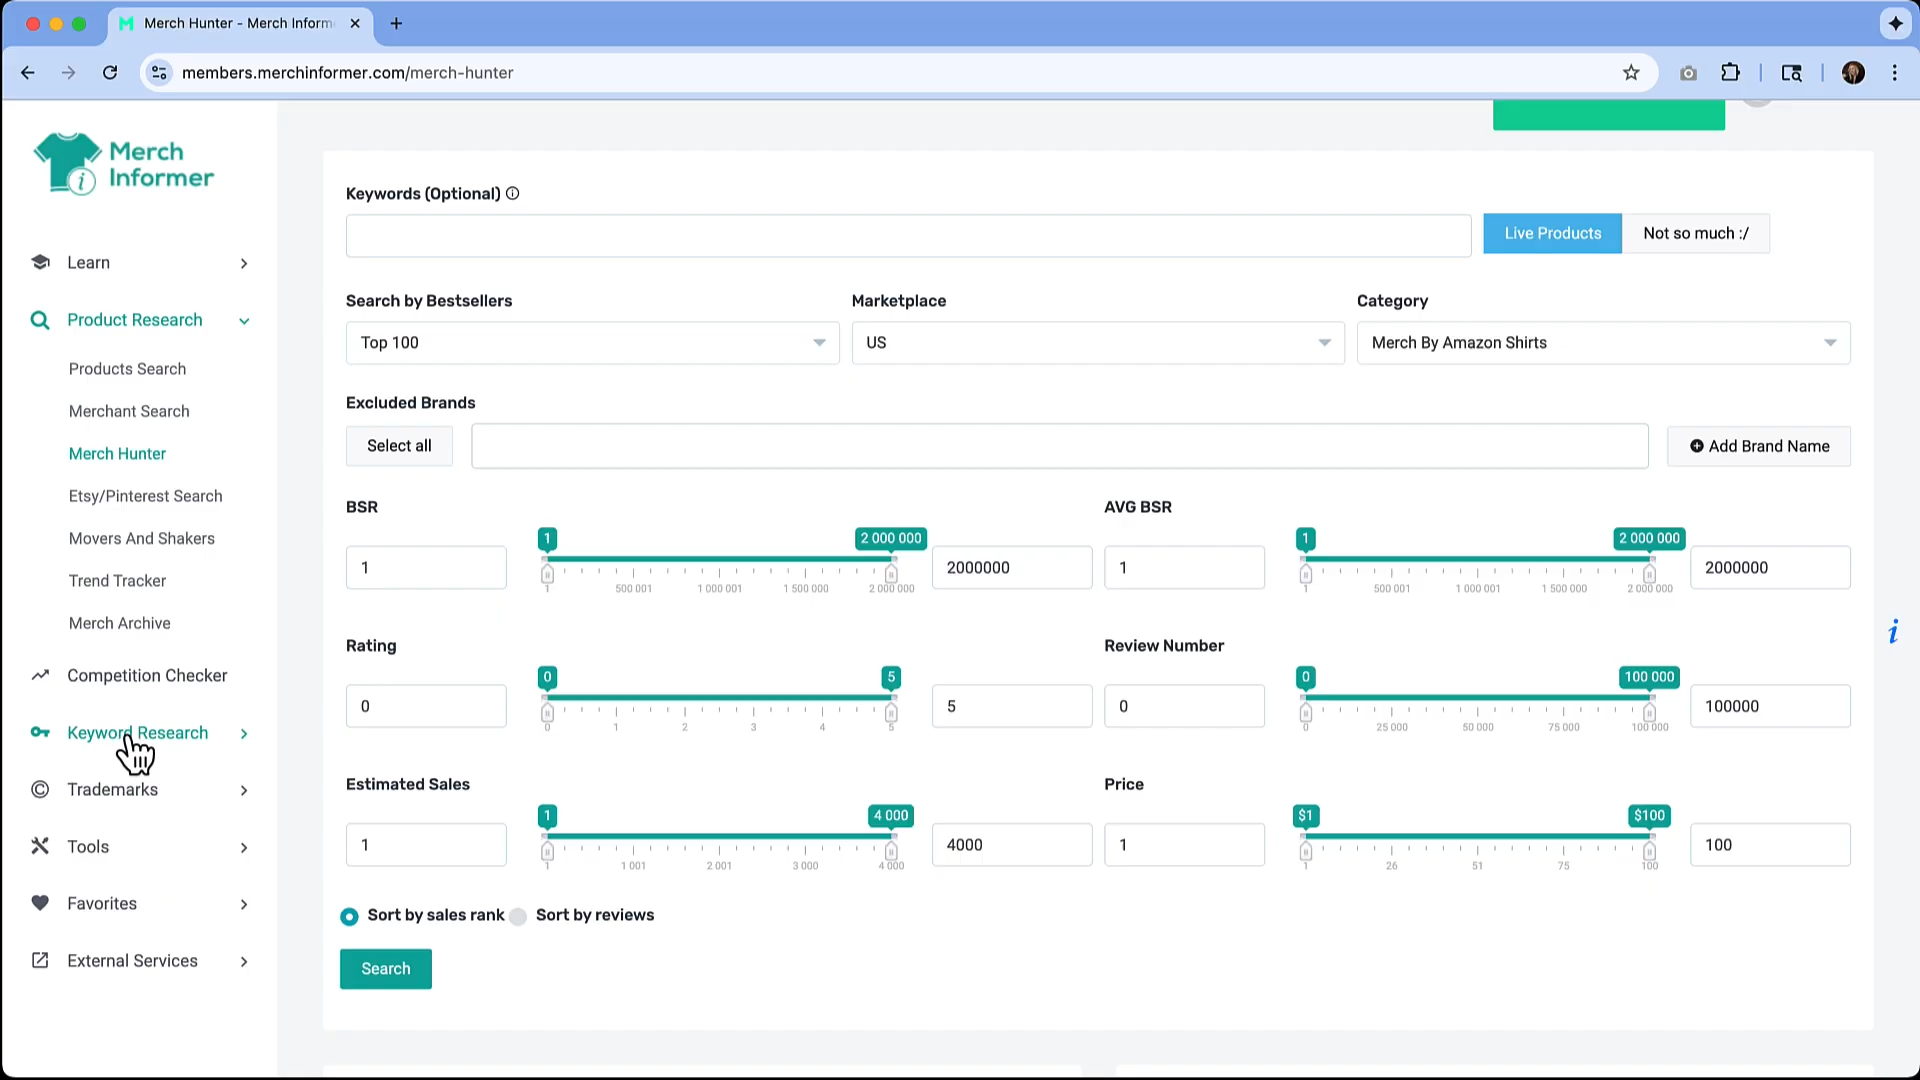 Merch Hunter - Merch Inform
members.merchinformer.com/merch-hunter
Merch
Informer
Learn
Product Research
Products Search
Merchant Search
Merch Hunter
Etsy/Pinterest Search
Movers And Shakers
Trend Tracker
Merch Archive
Competition Checker
Keyword Research
Trademarks
Tools
Favorites
External Services
Keywords (Optional)
Live Products
Not so much :/
Search by Bestsellers
Marketplace
Category
Top 100
US
Merch By Amazon Shirts
Excluded Brands
Select all
Add Brand Name
BSR
AVG BSR
1
1
2 000 000
1
500 001
1 000 001
1 500 000
2 000 000
2000000
1
1
2 000 000
1
500 001
1 000 001
1 500 000
2 000 000
2000000
Rating
Review Number
0
0
5
0
1
2
3
4
5
5
0
0
100 000
0
25 000
50 000
75 000
100 000
100000
Estimated Sales
Price
1
1
4 000
1
1 001
2 001
3 000
4 000
4000
1
$1
$100
1
26
51
75
100
100
Sort by sales rank
Sort by reviews
Search